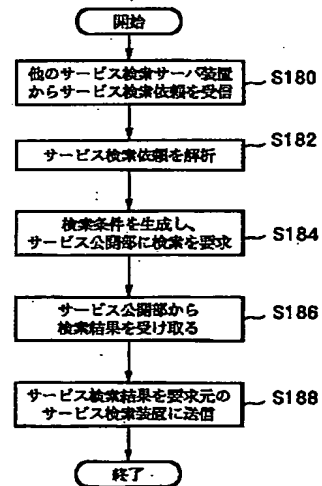 開始
他のサービス検索サーバ装置
からサービス検索依頼を受信
S180
サービス検索依頼を解析
S182
検索条件を生成し、
サービス公開部に検索を要求
S184
サービス公開部から
検索結果を受け取る
S186
サービス検索結果を要求元の
サービス検索装置に送信
S188
終了